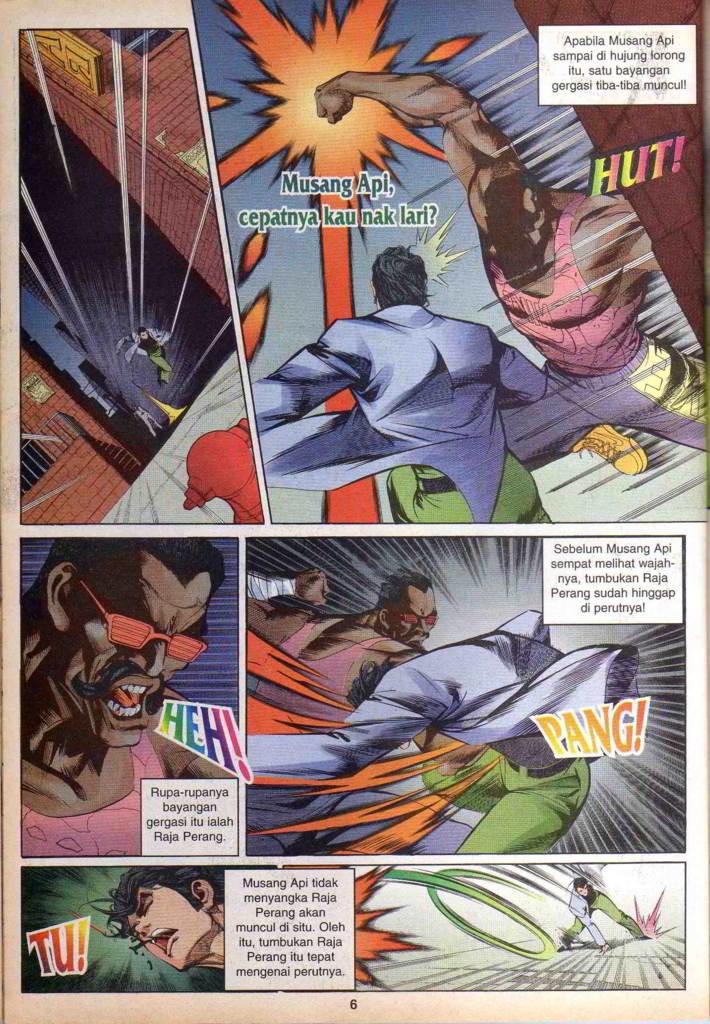 Apabila Musang Api
sampai di hujung lorong
itu, satu bayangan
gergasi tiba-tiba muncul!
HUT!
Musang Api,
cepatnya kau nak lari?
HEH!
Rupa-rupanya
bayangan
gergasi itu ialah
Raja Perang.
Sebelum Musang Api
sempat melihat wajah-
nya, tumbukan Raja
Perang sudah hinggap
di perutnya!
PANG!
TU!
Musang Api tidak
menyangka Raja
Perang akan
muncul di situ. Oleh
itu, tumbukan Raja
Perang itu tepat
mengenai perutnya.
6